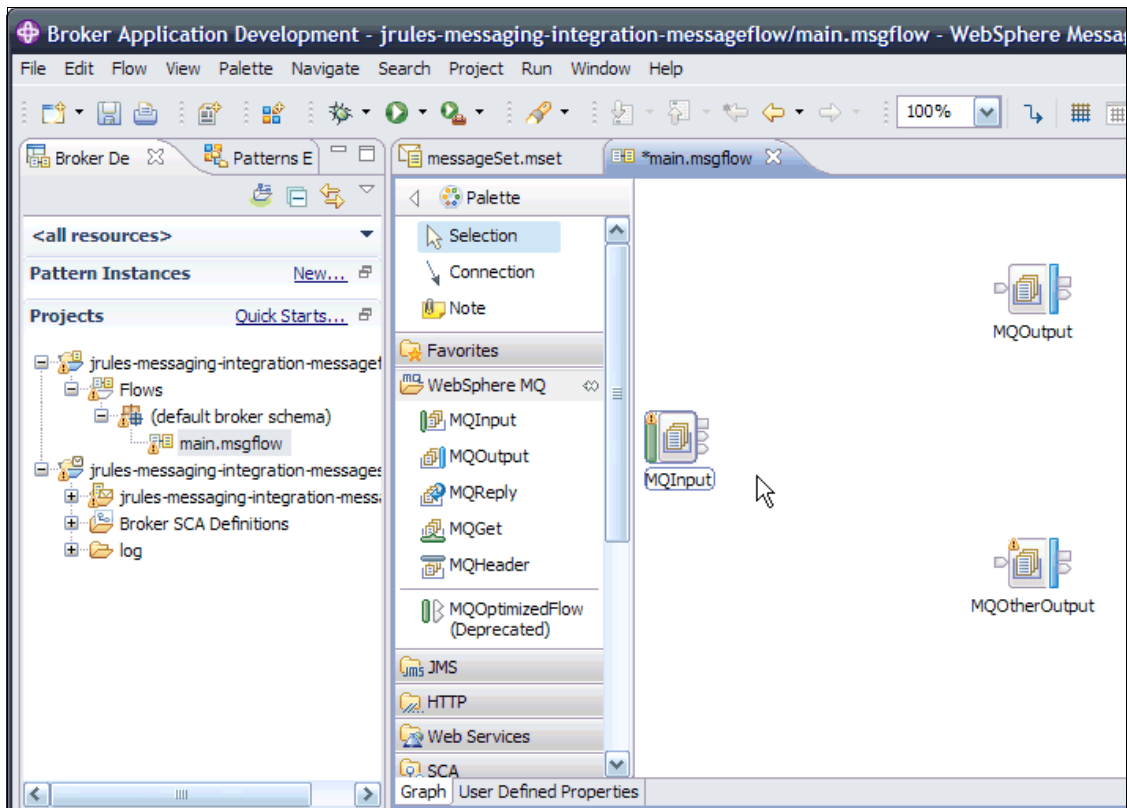 Broker Application Development - jrules-messaging-integration-messageflow/main.msgflow - WebSphere Messa
File Edit Flow View Palette Navigate Search Project Run Window Help
100%
Broker De
Patterns E
messageSet.mset
*main.msgflow
<all resources>
Pattern Instances New...
Projects Quick Starts...
jrules-messaging-integration-messagef
Flows
(default broker schema)
main.msgflow
jrules-messaging-integration-messages
jrules-messaging-integration-messa
Broker SCA Definitions
log
Palette
Selection
Connection
Note
Favorites
WebSphere MQ
MQInput
MQOutput
MQReply
MQGet
MQHeader
MQOptimizedFlow
(Deprecated)
JMS
HTTP
Web Services
SCA
MQOutput
MQInput
MQOtherOutput
Graph
User Defined Properties